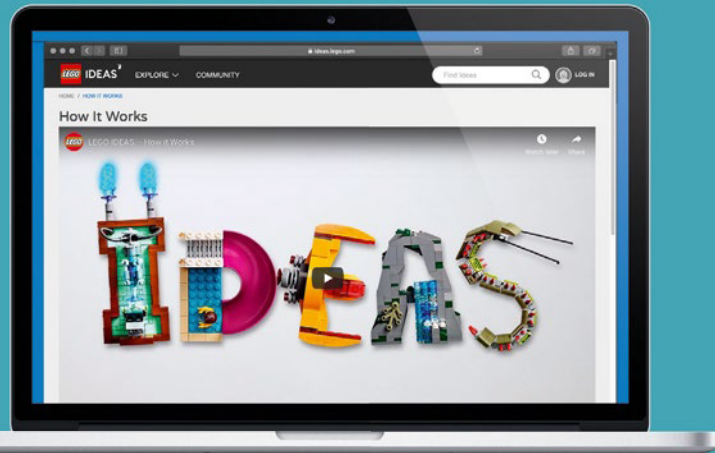 ideas.lego.com
LEGO IDEAS EXPLORE COMMUNITY Find Ideas LOG IN
HOME / HOW IT WORKS
How It Works
LEGO LEGO IDEAS - How it Works
Watch later Share
IDEAS